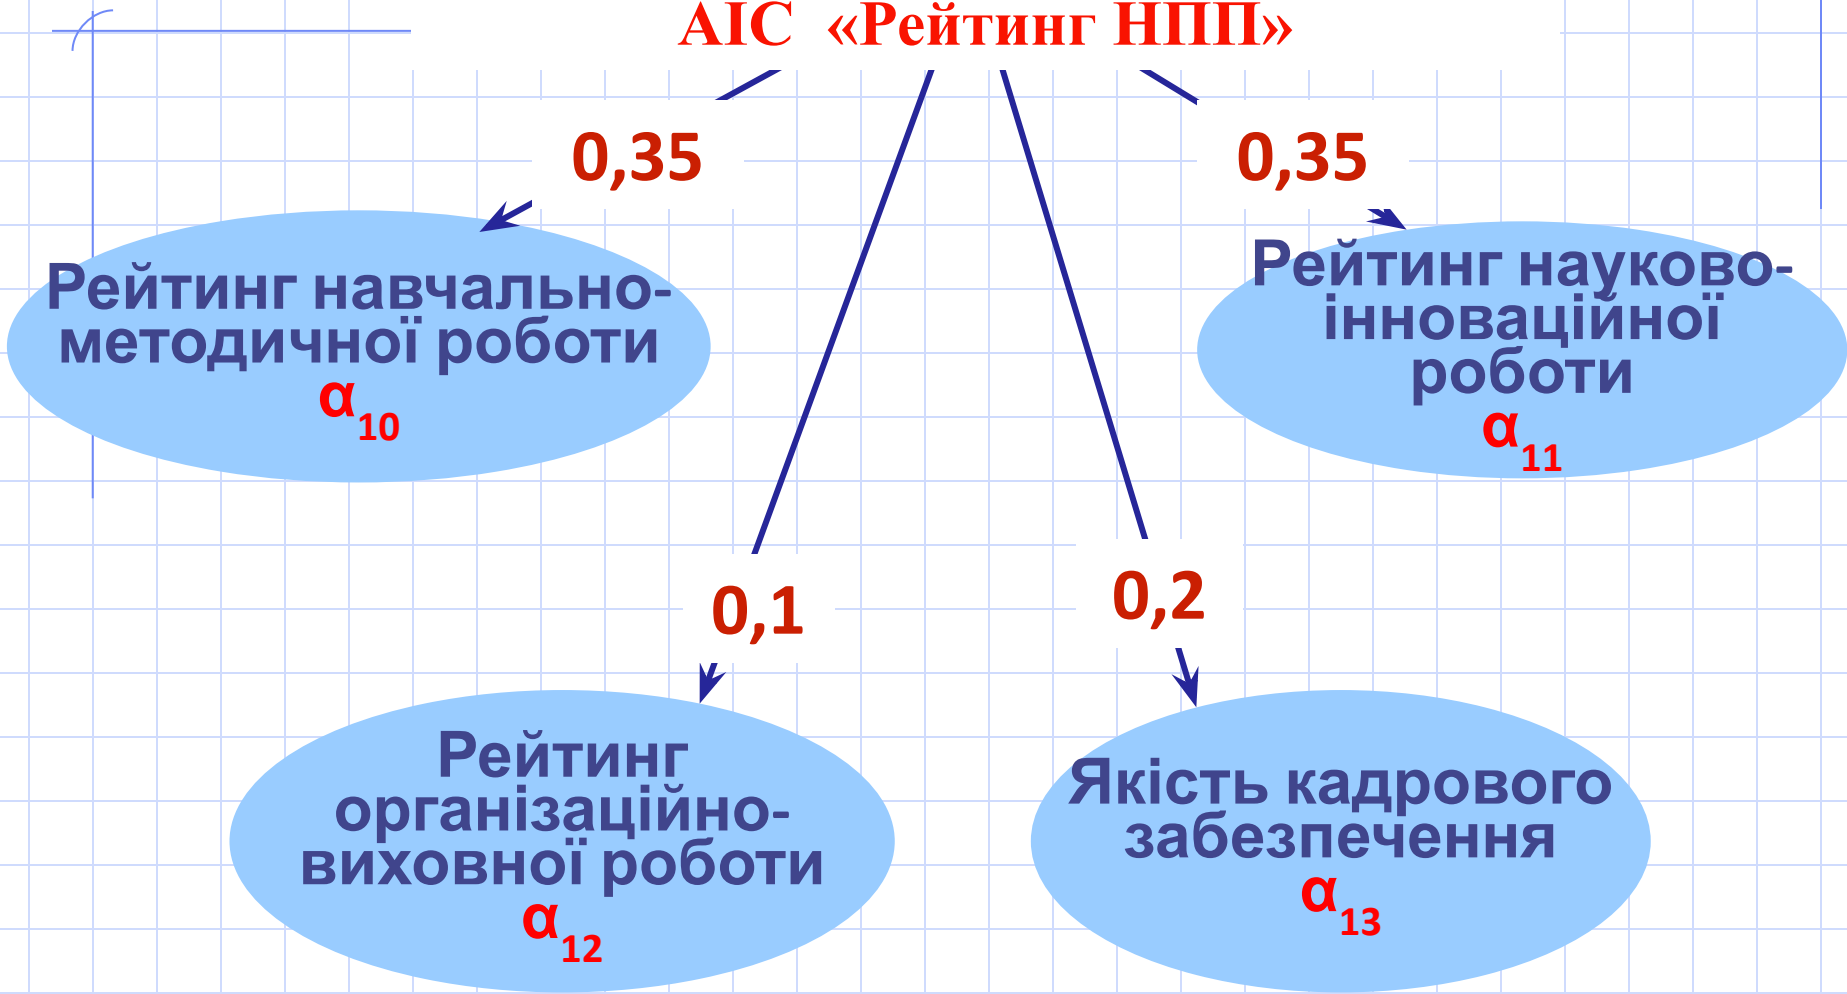 АІС «Рейтинг НПП»
0,35
0,35
Рейтинг навчально-
методичної роботи
α10
Рейтинг науково-
інноваційної
роботи
α11
0,1
0,2
Рейтинг
організаційно-
виховної роботи
α12
Якість кадрового
забезпечення
α13